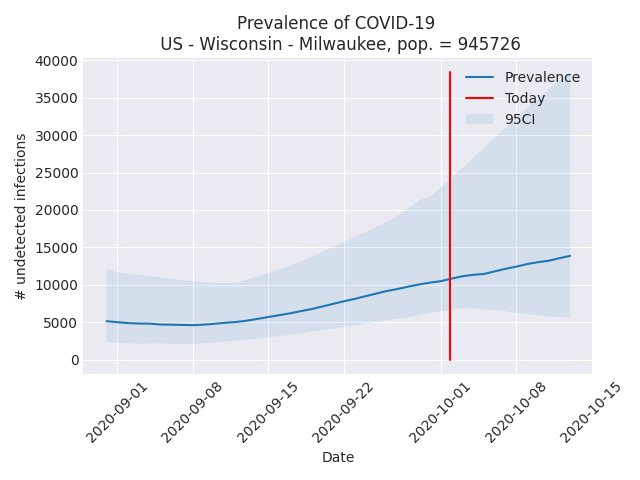 Prevalence of COVID-19
US - Wisconsin - Milwaukee, pop. = 945726
40000
35000
30000
25000
20000
15000
10000
5000
0
# undetected infections
Prevalence
Today
95CI
2020-09-01
2020-09-08
2020-09-15
2020-09-22
2020-10-01
2020-10-08
2020-10-15
Date